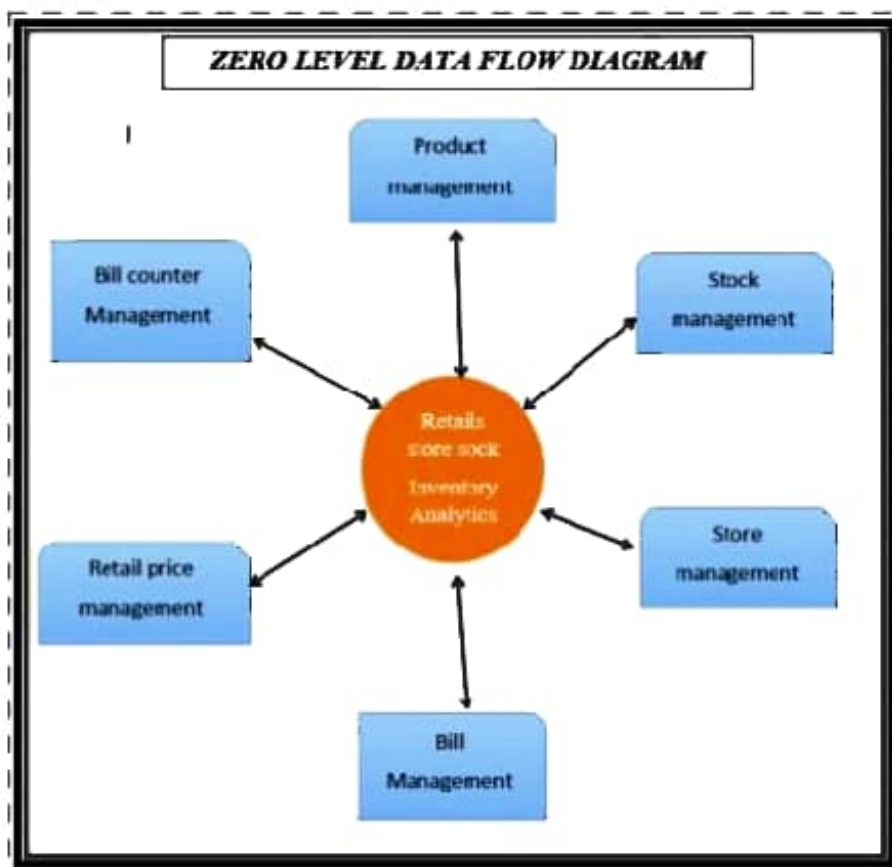 ZERO LEVEL DATA FLOW DIAGRAM
Product
management
Bill counter
Management
Stock
management
Retails
store sock
Inventory
Analytics
Retail price
management
Store
management
Bill
Management